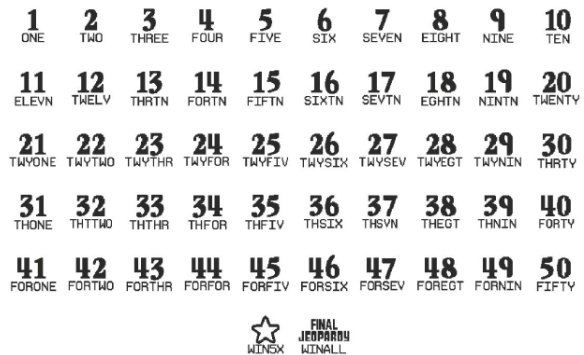 1 2 3 4 5 6 7 8 9 10
ONE TWO THREE FOUR FIVE SIX SEVEN EIGHT NINE TEN
11 12 13 14 15 16 17 18 19 20
ELEVN TWELV THRTN FORTN FIFTN SIXTN SEVTN EGHTN NINTN TWENTY
21 22 23 24 25 26 27 28 29 30
TWYONE TWYTWO TWYTHR TWYFOR TWYFIV TWYSIX TWYSEV TWYEGT TWYNIN THRTY
31 32 33 34 35 36 37 38 39 40
THONE THTTWO THTHR THFOR THFIV THSIX THSVN THEGT THNIN FORTY
41 42 43 44 45 46 47 48 49 50
FORONE FORTWO FORTHR FORFOR FORFIV FORSIX FORSEV FOREGT FORNIN FIFTY
FINAL
JEOPARDY
WIN5X WINALL